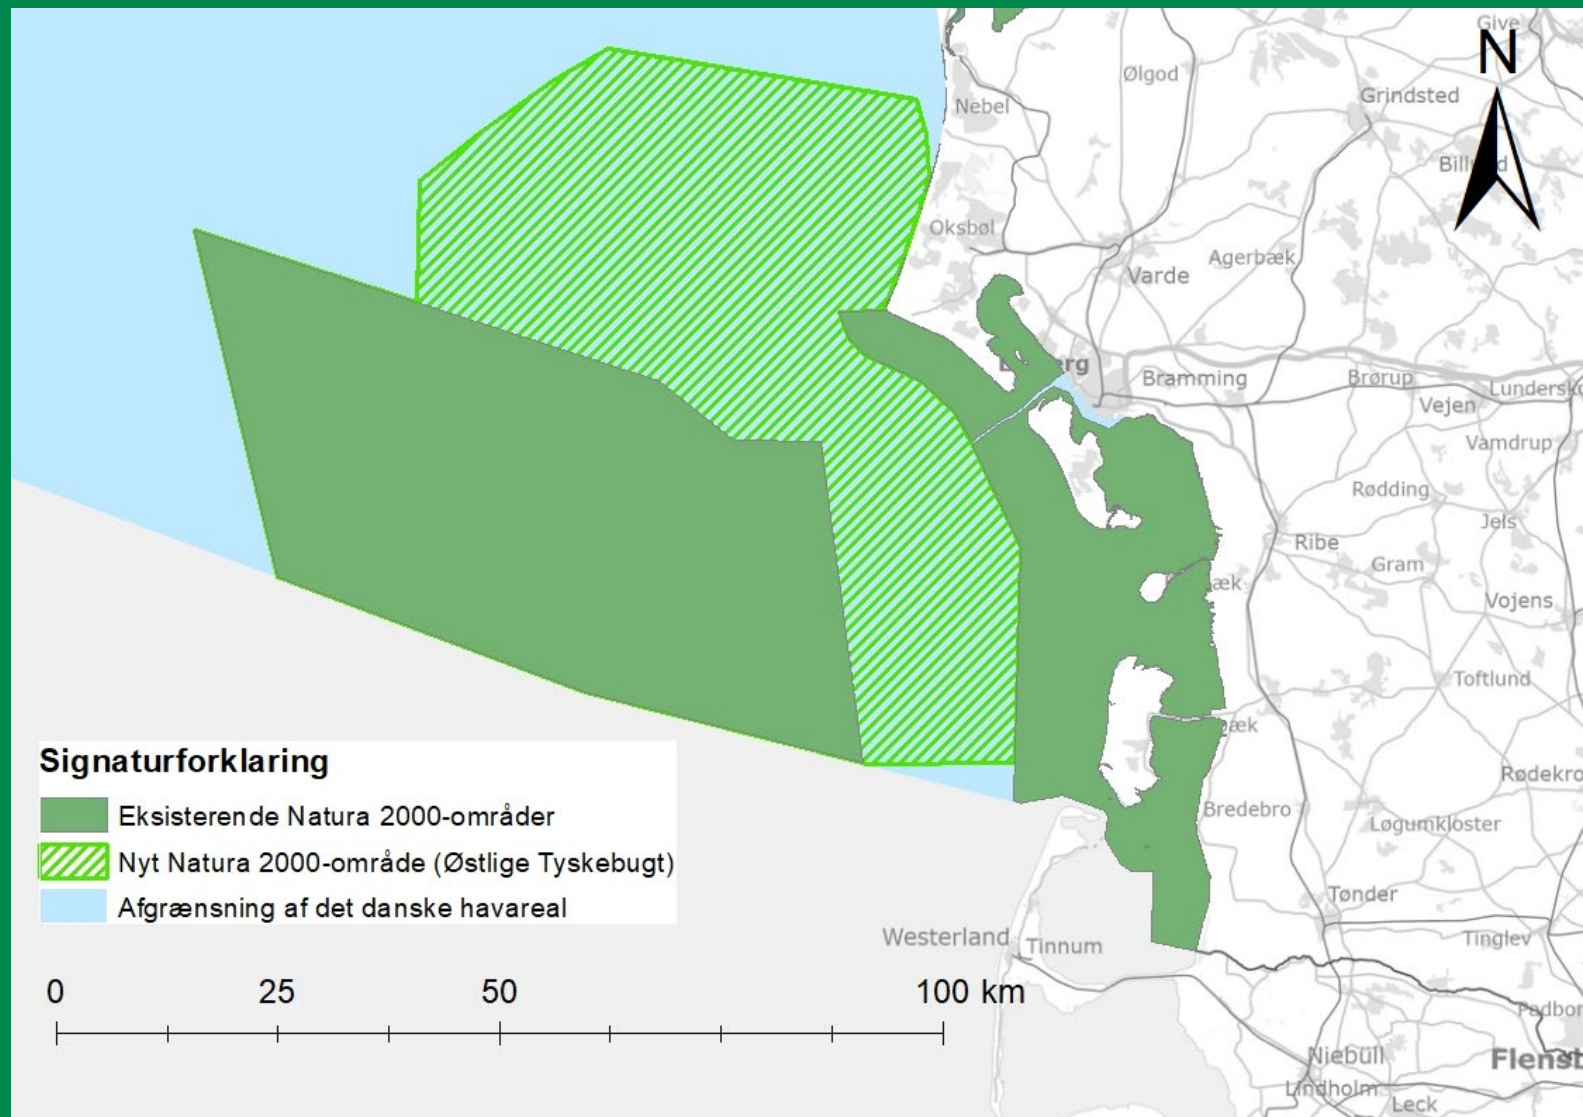 Give
N
Ølgod
Grindsted
Nebel
Oksbøl
Agerbæk
Varde
Bramming
Brørup
Vejen
Vamdrup
Rødding
Jels
Ribe
Gram
Vojens
Toftlund
Signaturforklaring
Eksisterende Natura 2000-områder
Nyt Natura 2000-område (Østlige Tyskebugt)
Afgrænsning af det danske havareal
Bredebro
Løgumkloster
Rødekro
Tønder
Westerland
Tinnum
Tinglev
0 25 50 100 km
Niebüll
Lindholm
Leck